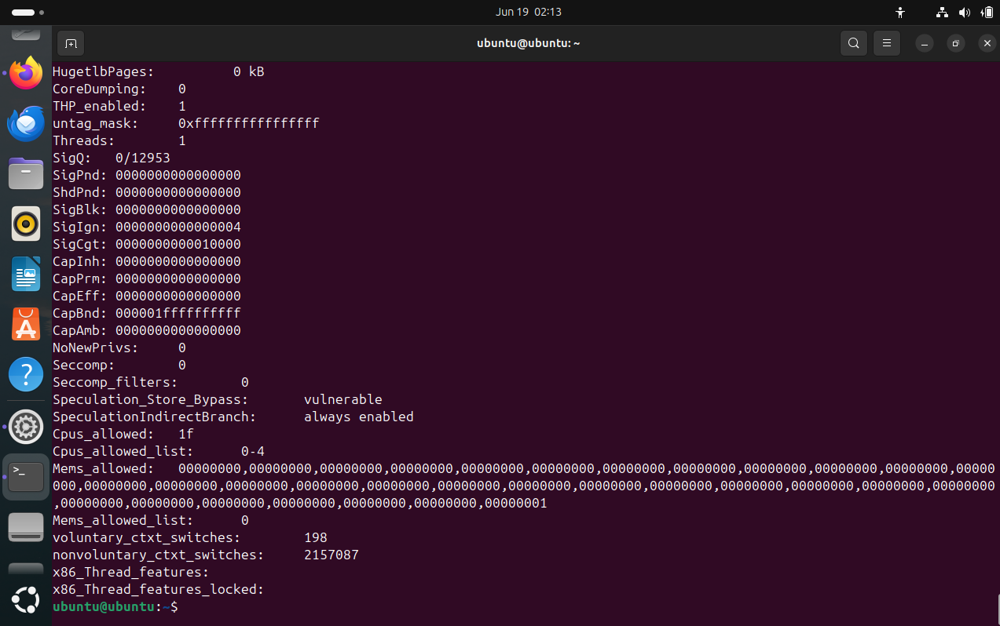 Jun 19 02:13
ubuntu@ubuntu: ~
HugetlbPages:          0 kB
CoreDumping:    0
THP_enabled:    1
untag_mask:     0xffffffffffffffff
Threads:        1
SigQ:   0/12953
SigPnd: 0000000000000000
ShdPnd: 0000000000000000
SigBlk: 0000000000000000
SigIgn: 0000000000000004
SigCgt: 0000000000010000
CapInh: 0000000000000000
CapPrm: 0000000000000000
CapEff: 0000000000000000
CapBnd: 000001ffffffffff
CapAmb: 0000000000000000
NoNewPrivs:     0
Seccomp:        0
Seccomp_filters:        0
Speculation_Store_Bypass:       vulnerable
SpeculationIndirectBranch:      always enabled
Cpus_allowed:   1f
Cpus_allowed_list:      0-4
Mems_allowed:   00000000,00000000,00000000,00000000,00000000,00000000,00000000,00000000,00000000,00000000,00000000,00000
000,00000000,00000000,00000000,00000000,00000000,00000000,00000000,00000000,00000000,00000000,00000000,00000000,00000000
,00000000,00000000,00000000,00000000,00000000,00000000,00000001
Mems_allowed_list:      0
voluntary_ctxt_switches:        198
nonvoluntary_ctxt_switches:     2157087
x86_Thread_features:
x86_Thread_features_locked:
ubuntu@ubuntu:~$